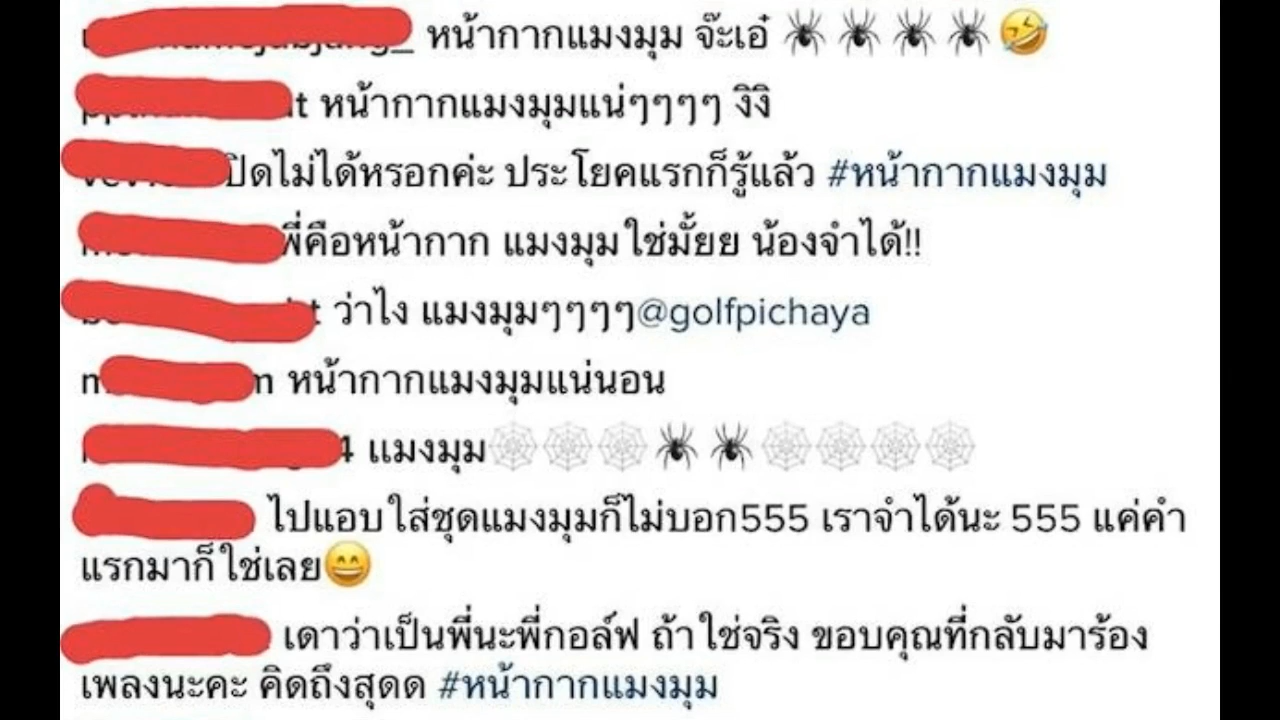 หน้ากากแมงมุม จ๊ะเอ๋ 🕷 🕷 🕷 🕷 🤣
หน้ากากแมงมุมแน่ๆๆๆๆ งิงิ
ปิดไม่ได้หรอกค่ะ ประโยคแรกก็รู้แล้ว #หน้ากากแมงมุม
พี่คือหน้ากาก แมงมุม ใช่มั้ยย น้องจำได้!!
ว่าไง แมงมุมๆๆๆๆ@golfpichaya
หน้ากากแมงมุมแน่นอน
แมงมุม🕸🕸🕸🕷🕷🕸🕸🕸🕸
ไปแอบใส่ชุดแมงมุมก็ไม่บอก555 เราจำได้นะ 555 แค่คำ
แรกมาก็ใช่เลย😄
เดาว่าเป็นพี่นะพี่กอล์ฟ ถ้าใช่จริง ขอบคุณที่กลับมาร้อง
เพลงนะคะ คิดถึงสุดด #หน้ากากแมงมุม